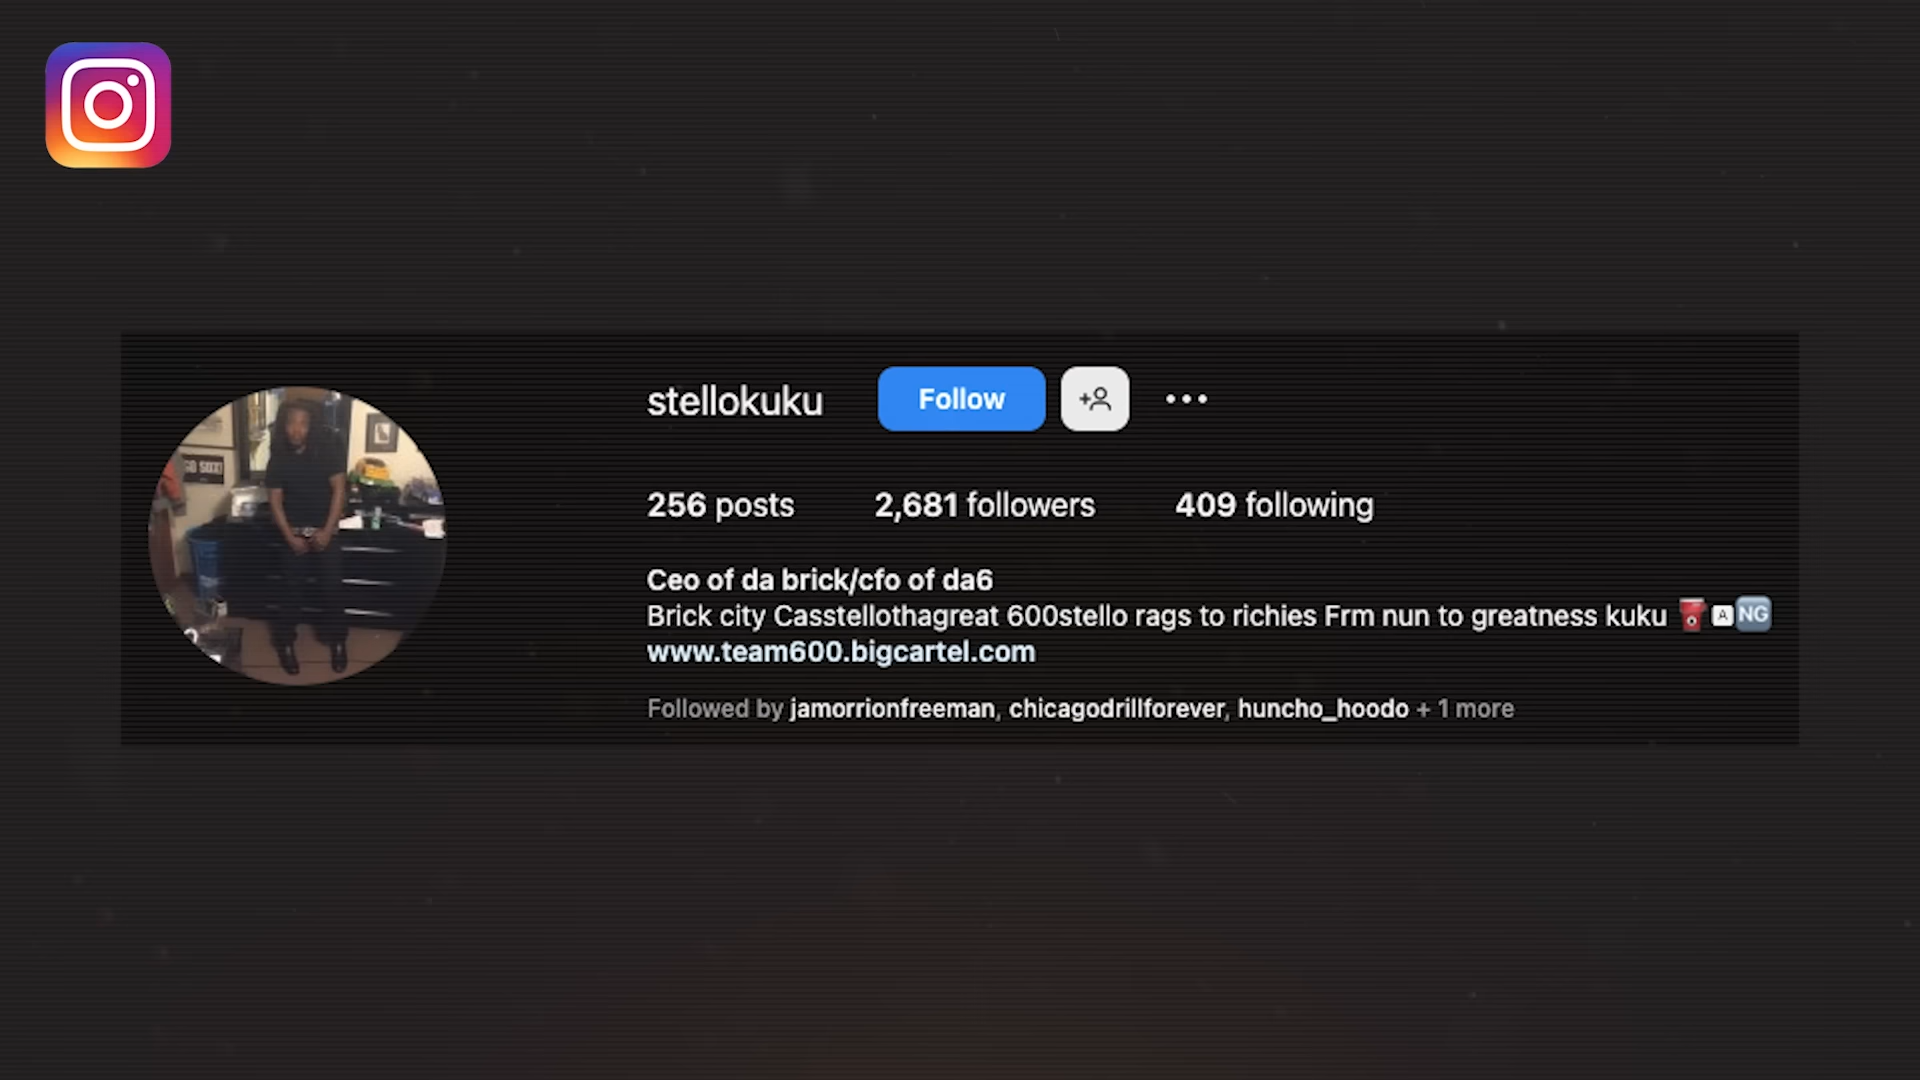 stellokuku Follow
GO SOX!
256 posts 2,681 followers 409 following
Ceo of da brick/cfo of da6
Brick city Casstellothagreat 600stello rags to richies Frm nun to greatness kuku 🅰 🆖
www.team600.bigcartel.com
Followed by jamorrionfreeman, chicagodrillforever, huncho_hoodo + 1 more